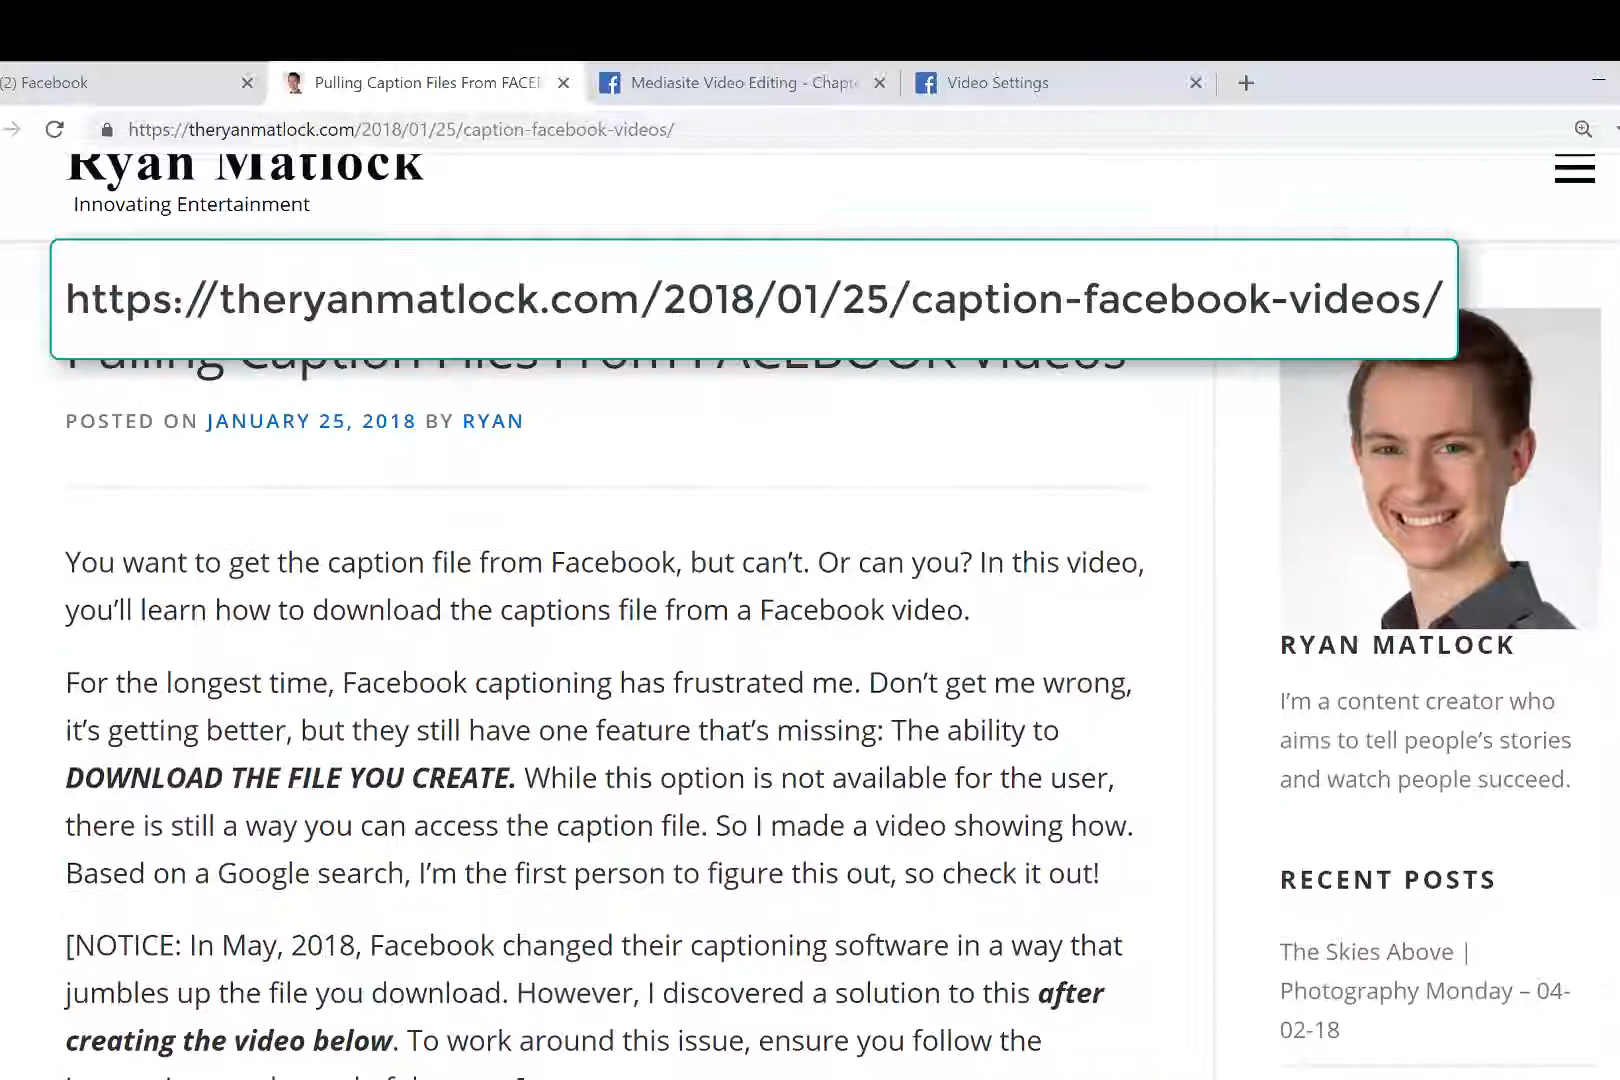 (2) Facebook
Pulling Caption Files From FACE
Mediasite Video Editing - Chapt
Video Settings
https://theryanmatlock.com/2018/01/25/caption-facebook-videos/
Ryan Matlock
Innovating Entertainment
https://theryanmatlock.com/2018/01/25/caption-facebook-videos/
Pulling Caption Files From FACEBOOK Videos
POSTED ON JANUARY 25, 2018 BY RYAN
You want to get the caption file from Facebook, but can’t. Or can you? In this video,
you’ll learn how to download the captions file from a Facebook video.
For the longest time, Facebook captioning has frustrated me. Don’t get me wrong,
it’s getting better, but they still have one feature that’s missing: The ability to
DOWNLOAD THE FILE YOU CREATE. While this option is not available for the user,
there is still a way you can access the caption file. So I made a video showing how.
Based on a Google search, I’m the first person to figure this out, so check it out!
[NOTICE: In May, 2018, Facebook changed their captioning software in a way that
jumbles up the file you download. However, I discovered a solution to this after
creating the video below. To work around this issue, ensure you follow the
RYAN MATLOCK
I’m a content creator who
aims to tell people’s stories
and watch people succeed.
RECENT POSTS
The Skies Above |
Photography Monday – 04-
02-18